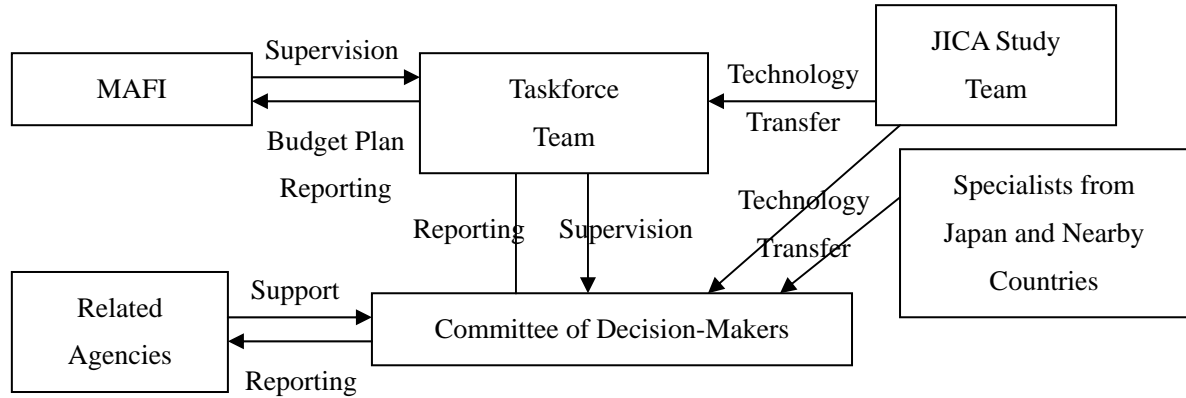 JICA Study
Team
Supervision
MAFI
Taskforce
Team
Technology
Transfer
Budget Plan
Reporting
Specialists from
Japan and Nearby
Countries
Technology
Transfer
Reporting
Supervision
Support
Related
Agencies
Committee of Decision-Makers
Reporting